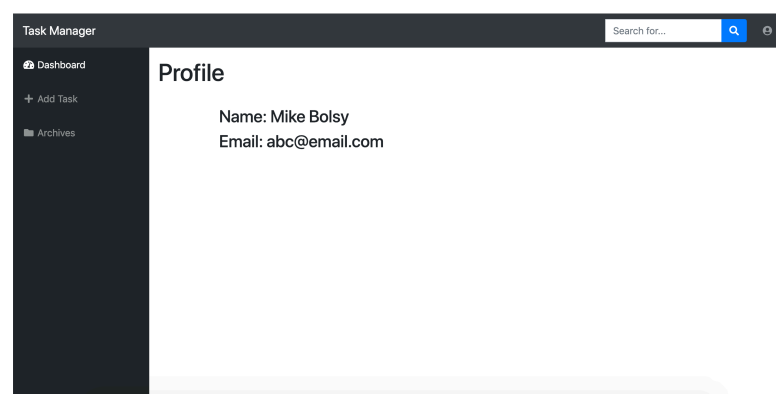 Task Manager
Search for...
Dashboard
Add Task
Archives
Profile
Name: Mike Bolsy
Email: abc@email.com